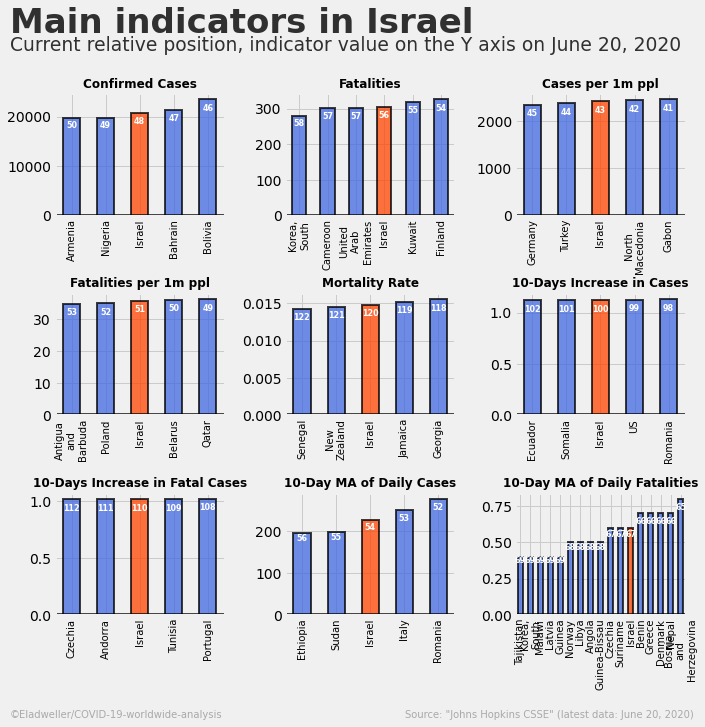 Main indicators in Israel
Current relative position, indicator value on the Y axis on June 20, 2020
Confirmed Cases
20000
10000
0
50 49 48 47 46
Armenia
Nigeria
Israel
Bahrain
Bolivia
Fatalities
300
200
100
0
58 57 57 56 55 54
Korea,
South
Cameroon
United
Arab
Emirates
Israel
Kuwait
Finland
Cases per 1m ppl
2000
1000
0
45 44 43 42 41
Germany
Turkey
Israel
North
Macedonia
Gabon
Fatalities per 1m ppl
30
20
10
0
53 52 51 50 49
Antigua
and
Barbuda
Poland
Israel
Belarus
Qatar
Mortality Rate
0.015
0.010
0.005
0.000
122 121 120 119 118
Senegal
New
Zealand
Israel
Jamaica
Georgia
10-Days Increase in Cases
1.0
0.5
0.0
102 101 100 99 98
Ecuador
Somalia
Israel
US
Romania
10-Days Increase in Fatal Cases
1.0
0.5
0.0
112 111 110 109 108
Czechia
Andorra
Israel
Tunisia
Portugal
10-Day MA of Daily Cases
200
100
0
56 55 54 53 52
Ethiopia
Sudan
Israel
Italy
Romania
10-Day MA of Daily Fatalities
0.75
0.50
0.25
0.00
67 67 67 66 66 66 66 65
Tajikistan
Korea,
South
Malawi
Latvia
Guinea
Norway
Libya
Angola
Guinea-Bissau
Czechia
Suriname
Israel
Benin
Greece
Denmark
Nepal
Bosnia
and
Herzegovina
©Eladweller/COVID-19-worldwide-analysis
Source: "Johns Hopkins CSSE" (latest data: June 20, 2020)